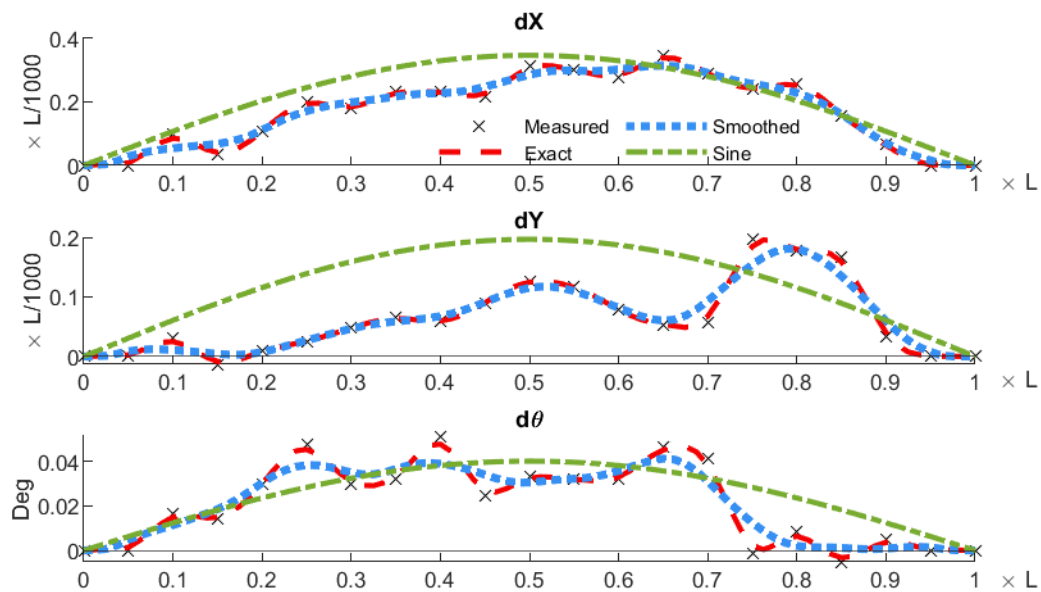 dX
× L/1000
0.4
0.2
0
× Measured
Smoothed
Exact
Sine
0 0.1 0.2 0.3 0.4 0.5 0.6 0.7 0.8 0.9 1 × L
dY
× L/1000
0.2
0.1
0
0 0.1 0.2 0.3 0.4 0.5 0.6 0.7 0.8 0.9 1 × L
dθ
Deg
0.04
0.02
0
0 0.1 0.2 0.3 0.4 0.5 0.6 0.7 0.8 0.9 1 × L